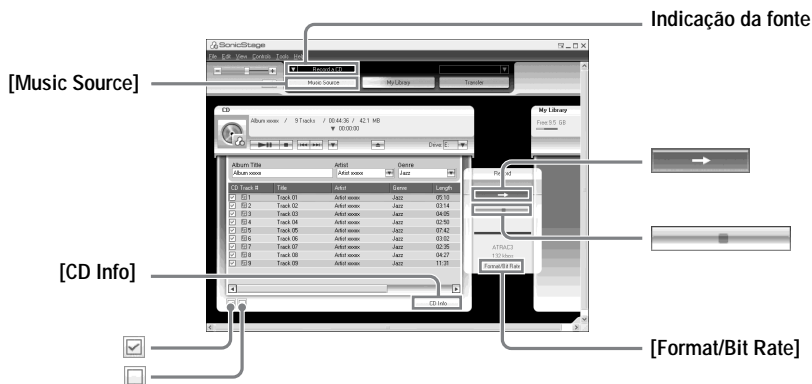 Indicação da fonte
SonicStage
File Edit View Controls Tools Help
Record a CD
[Music Source]
Music Source My Library Transfer
CD
My Library
Album xxxxx / 9 Tracks / 00:44:36 / 42.1 MB
00:00:00
Free 9.5 GB
Drive: E:
Album Title Artist Genre
Album xxxxx Artist xxxxx Jazz
Record
CD Track # Title Artist Genre Length
1 Track 01 Artist xxxxx Jazz 05:10
2 Track 02 Artist xxxxx Jazz 03:14
3 Track 03 Artist xxxxx Jazz 04:05
4 Track 04 Artist xxxxx Jazz 02:50
5 Track 05 Artist xxxxx Jazz 07:42
6 Track 06 Artist xxxxx Jazz 03:02
7 Track 07 Artist xxxxx Jazz 02:35
8 Track 08 Artist xxxxx Jazz 04:27
9 Track 09 Artist xxxxx Jazz 11:31
ATRAC3
132 kbps
Format/Bit Rate
[CD Info]
CD Info
[Format/Bit Rate]